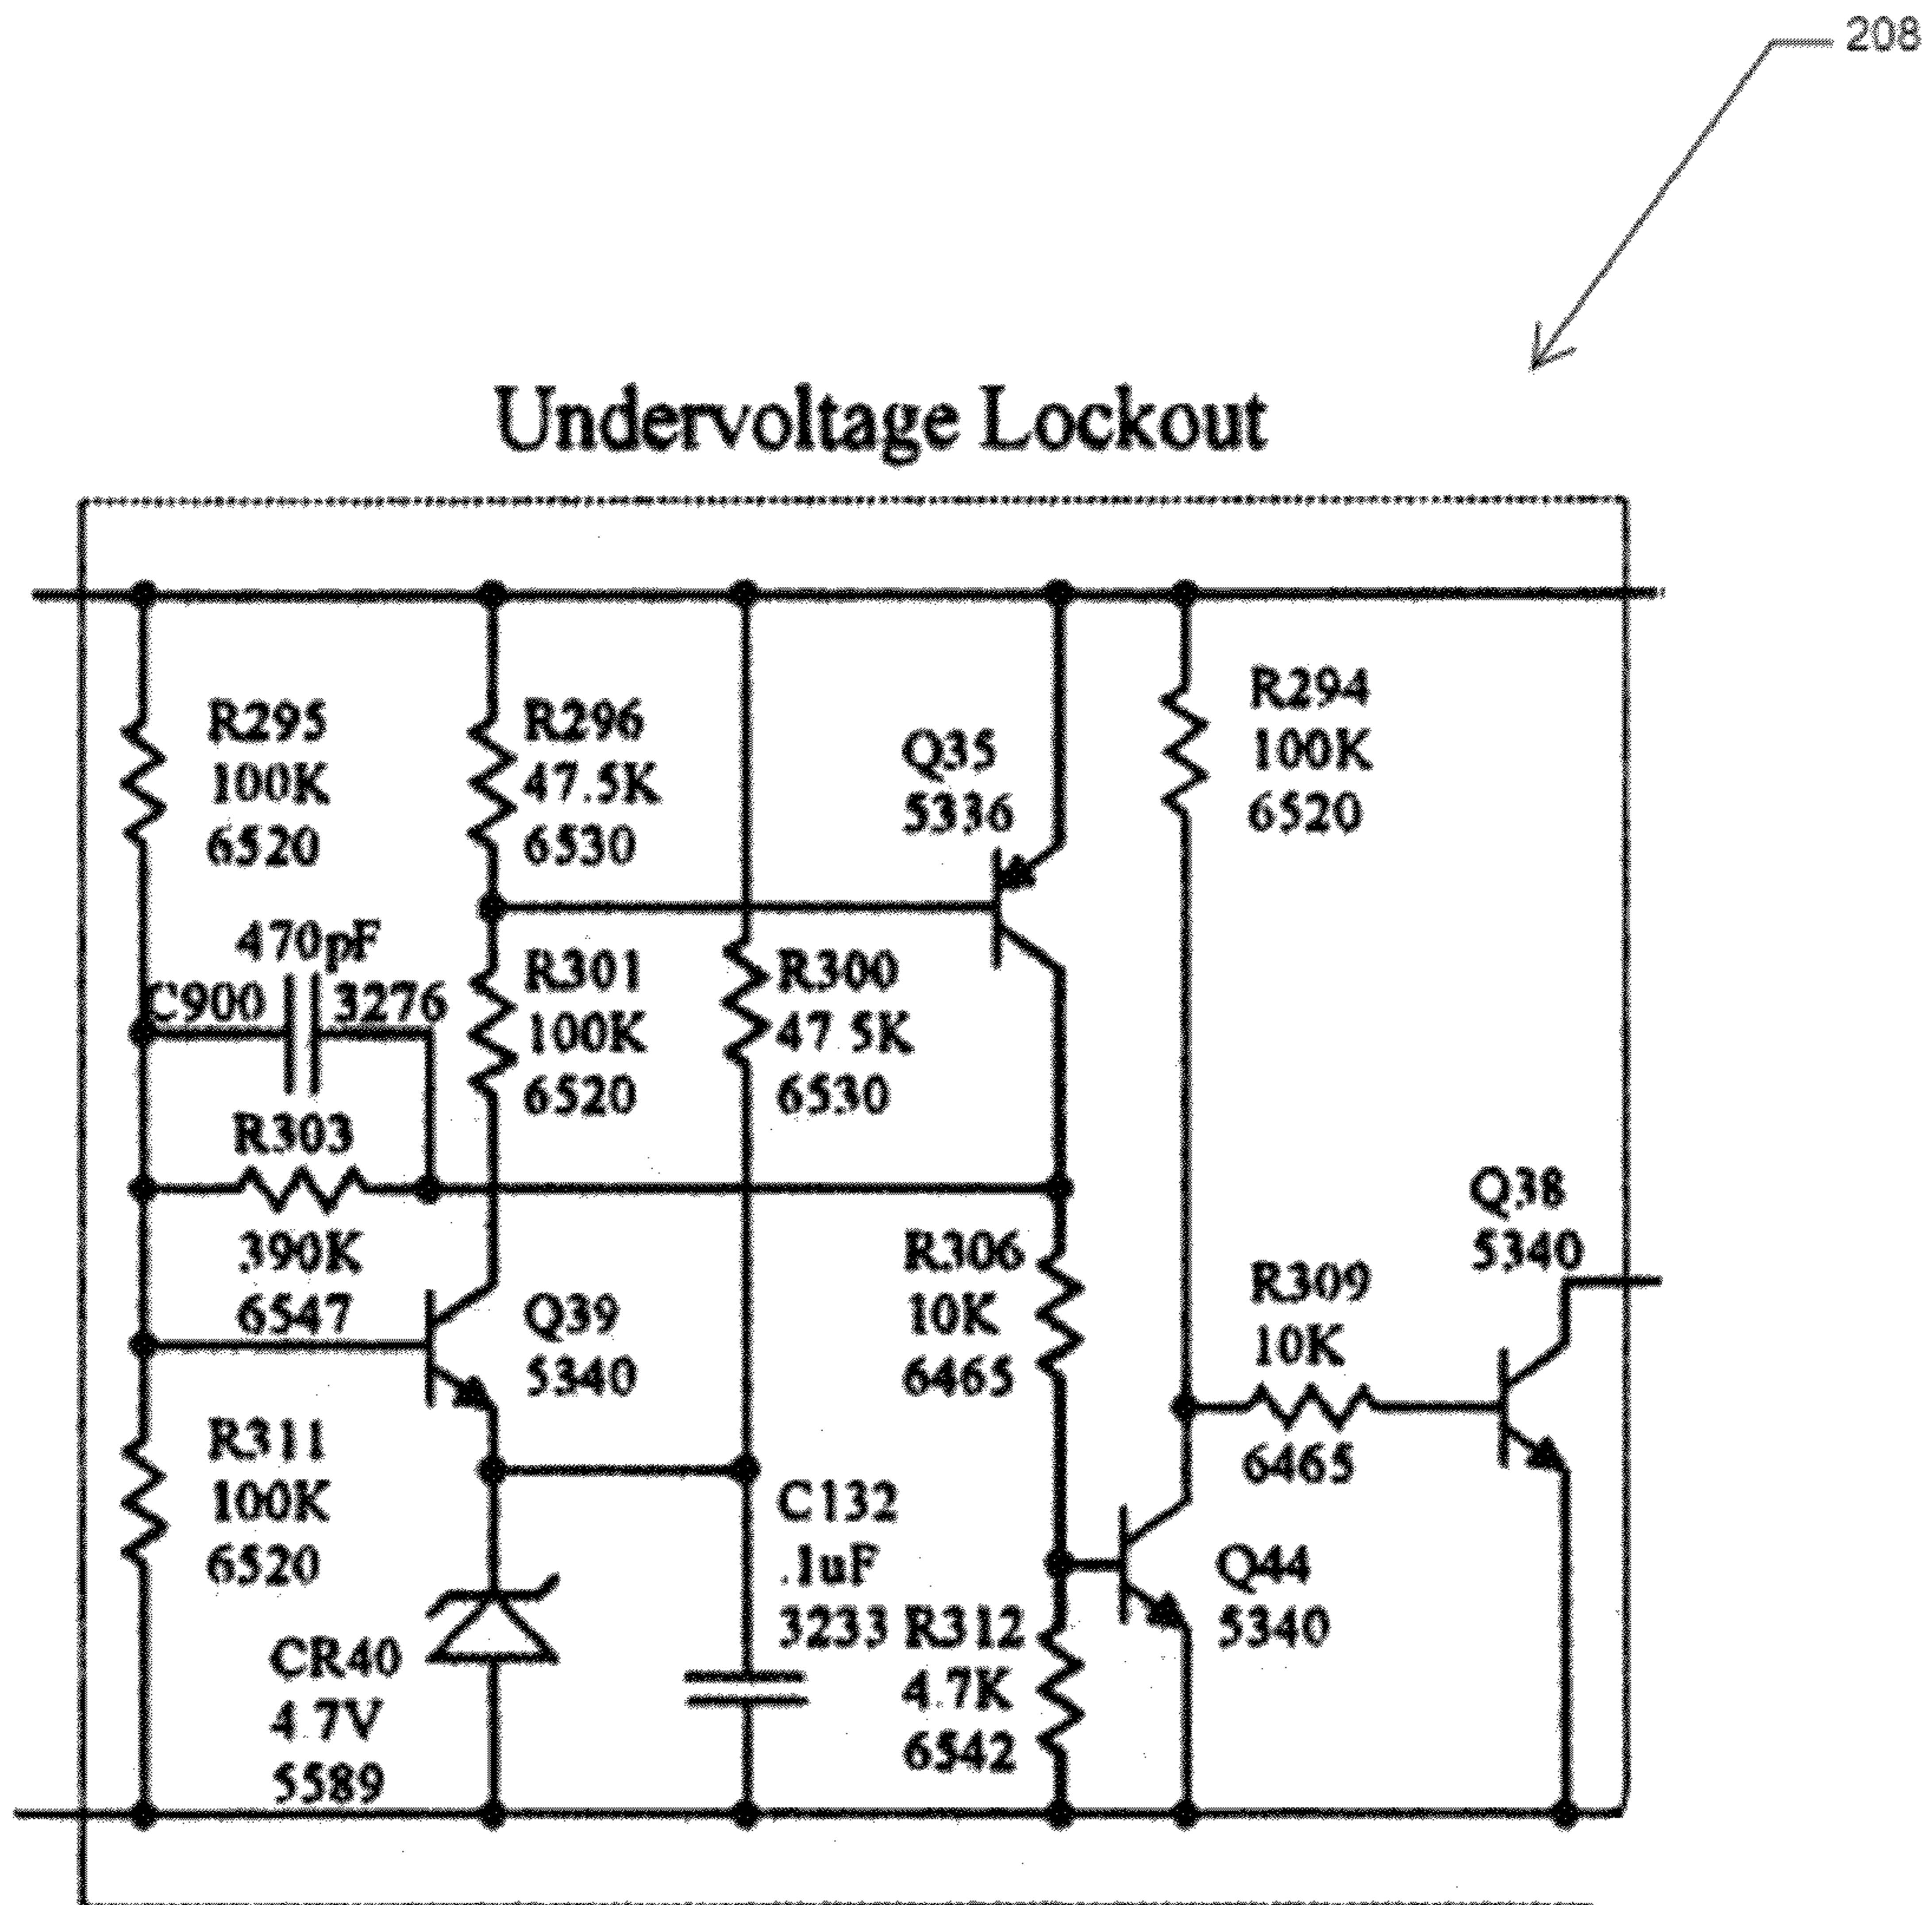 208
Undervoltage Lockout
R295
100K
6520
R296
47.5K
6530
Q35
5336
R294
100K
6520
470pF
C900
3276
R301
100K
6520
R300
47.5K
6530
R303
390K
6547
Q39
5340
R306
10K
6465
R309
10K
6465
Q38
5340
R311
100K
6520
C132
.1uF
3233
CR40
4.7V
5589
R312
4.7K
6542
Q44
5340